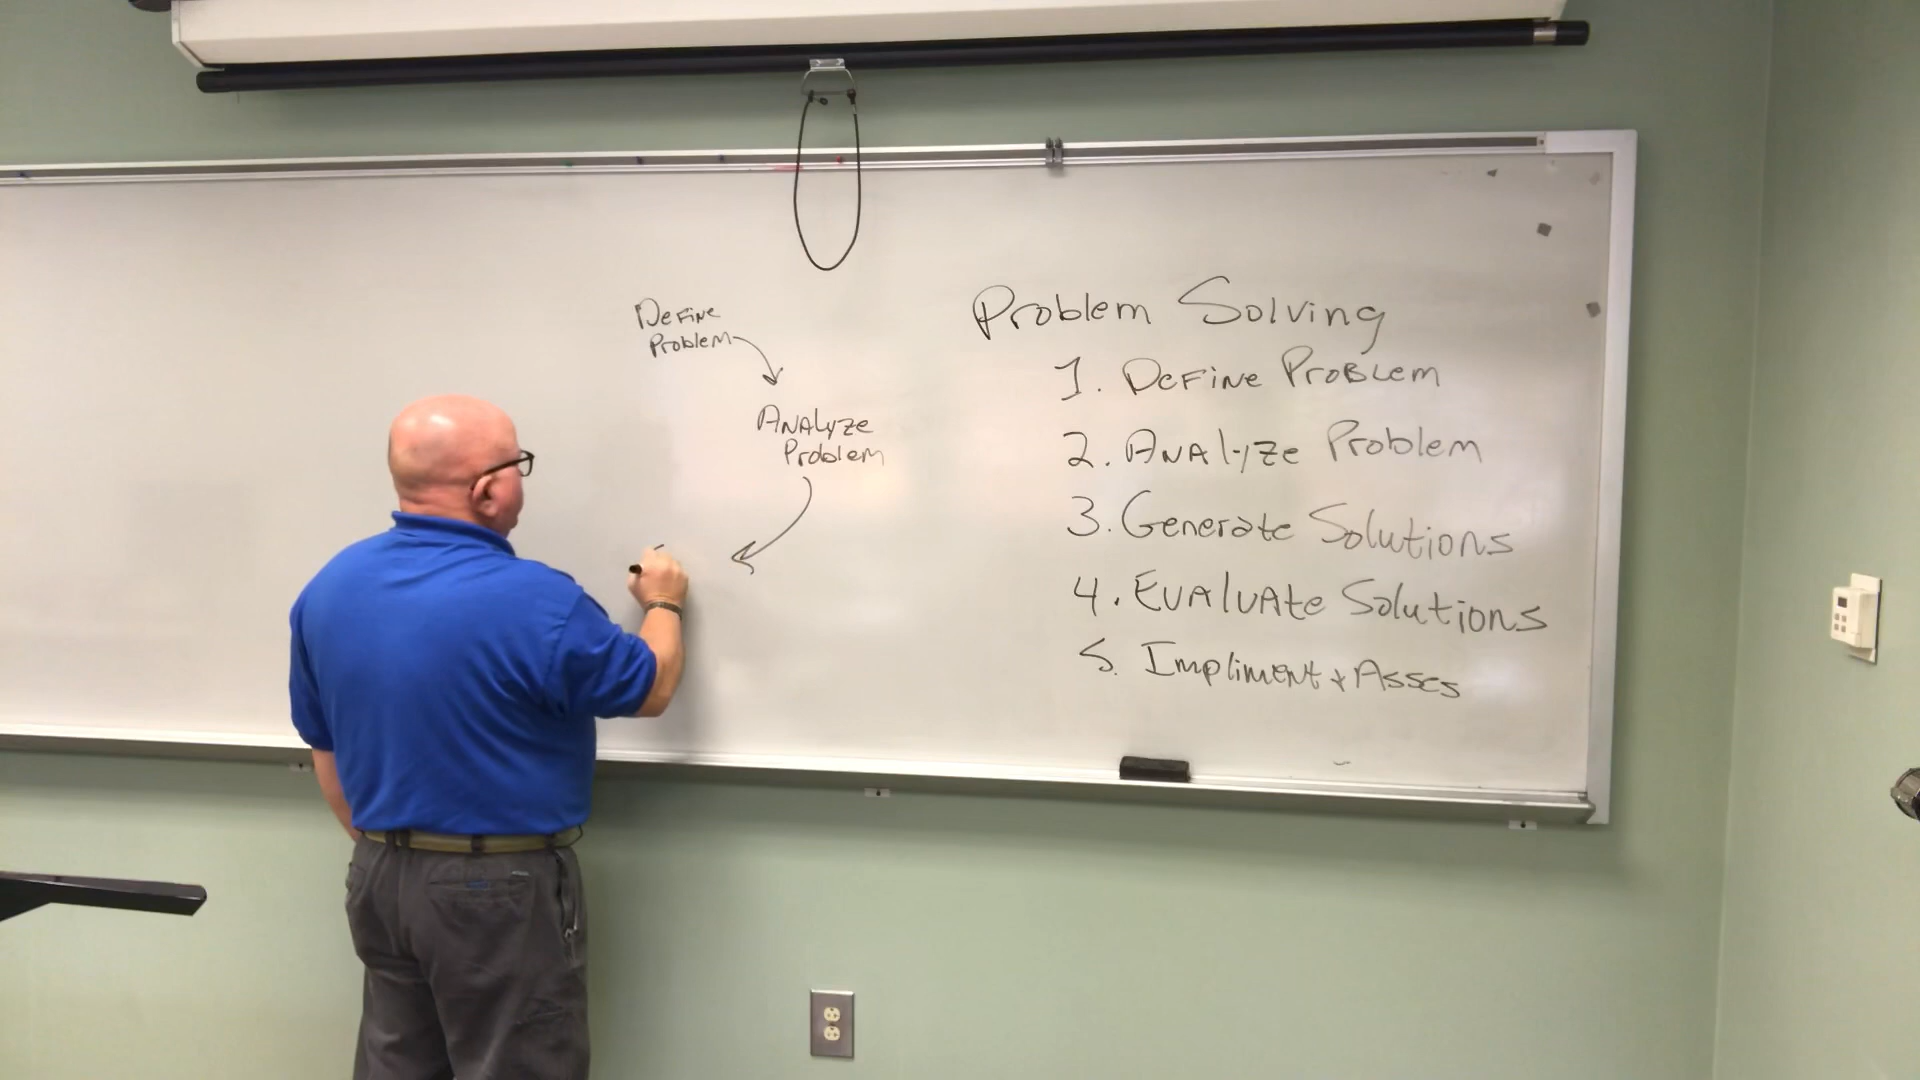 Define
Problem
Analyze
Problem
Problem Solving
1. Define Problem
2. Analyze Problem
3. Generate Solutions
4. Evaluate Solutions
5. Impliment + Asses